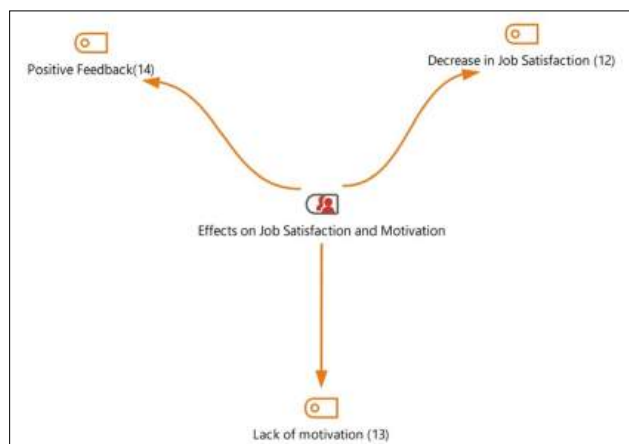 Positive Feedback(14)
Decrease in Job Satisfaction (12)
Effects on Job Satisfaction and Motivation
Lack of motivation (13)